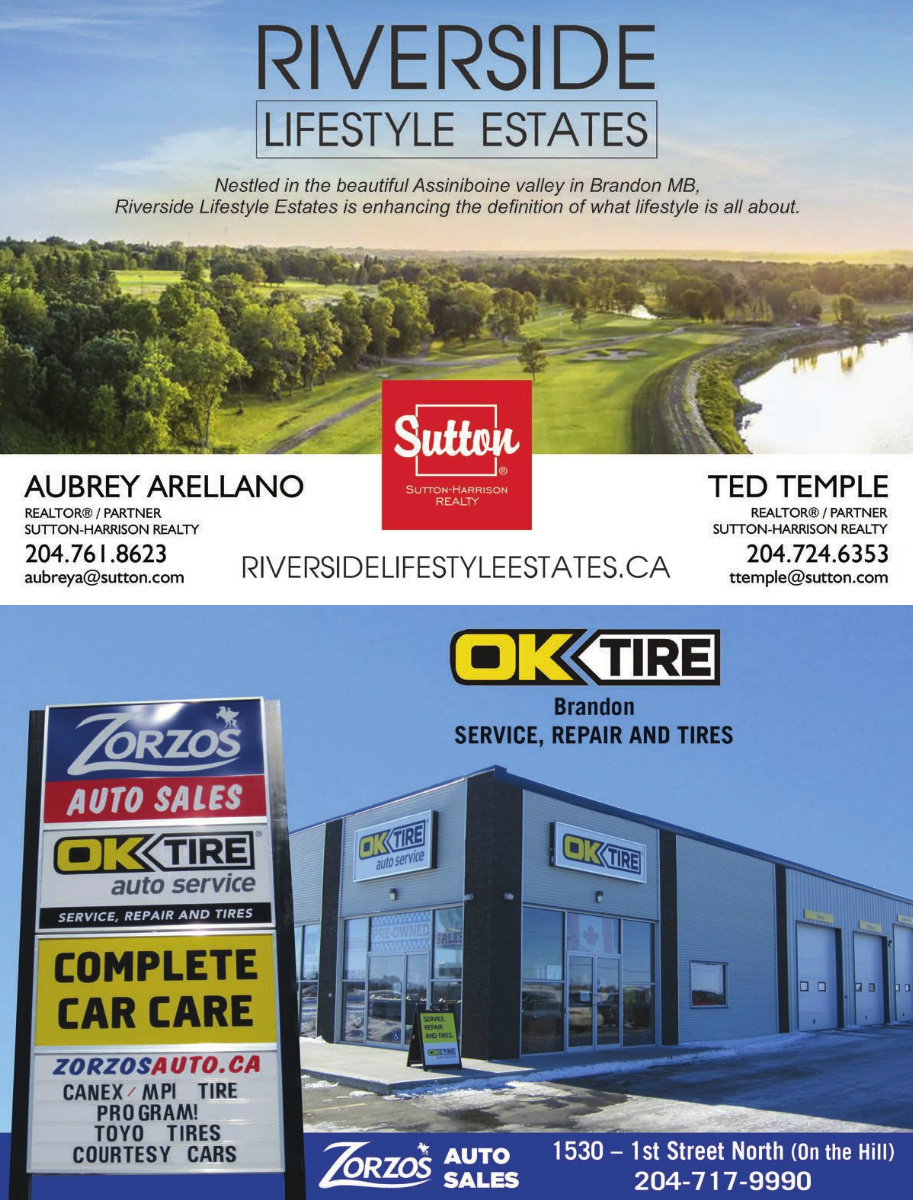 RIVERSIDE
LIFESTYLE ESTATES
Nestled in the beautiful Assiniboine valley in Brandon MB,
Riverside Lifestyle Estates is enhancing the definition of what lifestyle is all about.
Sutton
®
SUTTON-HARRISON
REALTY
AUBREY ARELLANO
REALTOR® / PARTNER
SUTTON-HARRISON REALTY
204.761.8623
aubreya@sutton.com
RIVERSIDELIFESTYLEESTATES.CA
TED TEMPLE
REALTOR® / PARTNER
SUTTON-HARRISON REALTY
204.724.6353
ttemple@sutton.com
OK TIRE
Brandon
SERVICE, REPAIR AND TIRES
ZORZOS
AUTO SALES
OK TIRE®
auto service
SERVICE, REPAIR AND TIRES
COMPLETE
CAR CARE
ZORZOSAUTO.CA
CANEX/MPI TIRE
PROGRAM!
TOYO TIRES
COURTESY CARS
OK TIRE
auto service
OK TIRE
PRE-OWNED
SALES
SERVICE,
REPAIR
AND TIRES.
OK TIRE
ZORZOS AUTO
SALES
1530 – 1st Street North (On the Hill)
204-717-9990